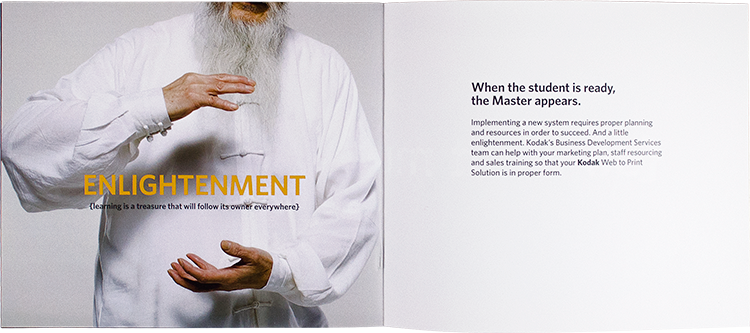 ENLIGHTENMENT
{learning is a treasure that will follow its owner everywhere}
When the student is ready,
the Master appears.
Implementing a new system requires proper planning
and resources in order to succeed. And a little
enlightenment. Kodak's Business Development Services
team can help with your marketing plan, staff resourcing
and sales training so that your Kodak Web to Print
Solution is in proper form.